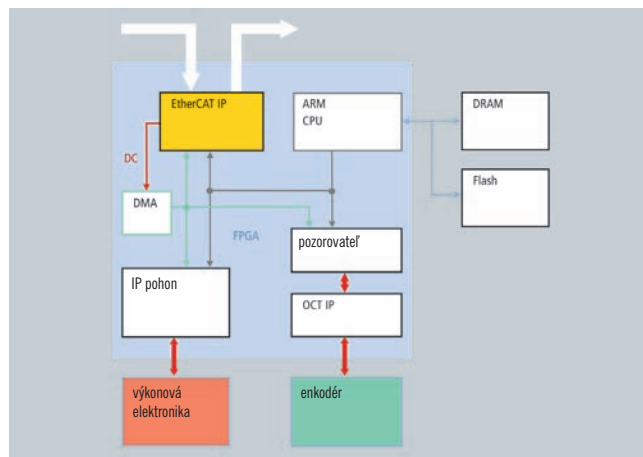 EtherCAT IP
ARM
CPU
DRAM
DC
Flash
DMA
FPGA
pozorovateľ
IP pohon
OCT IP
výkonová
elektronika
enkodér